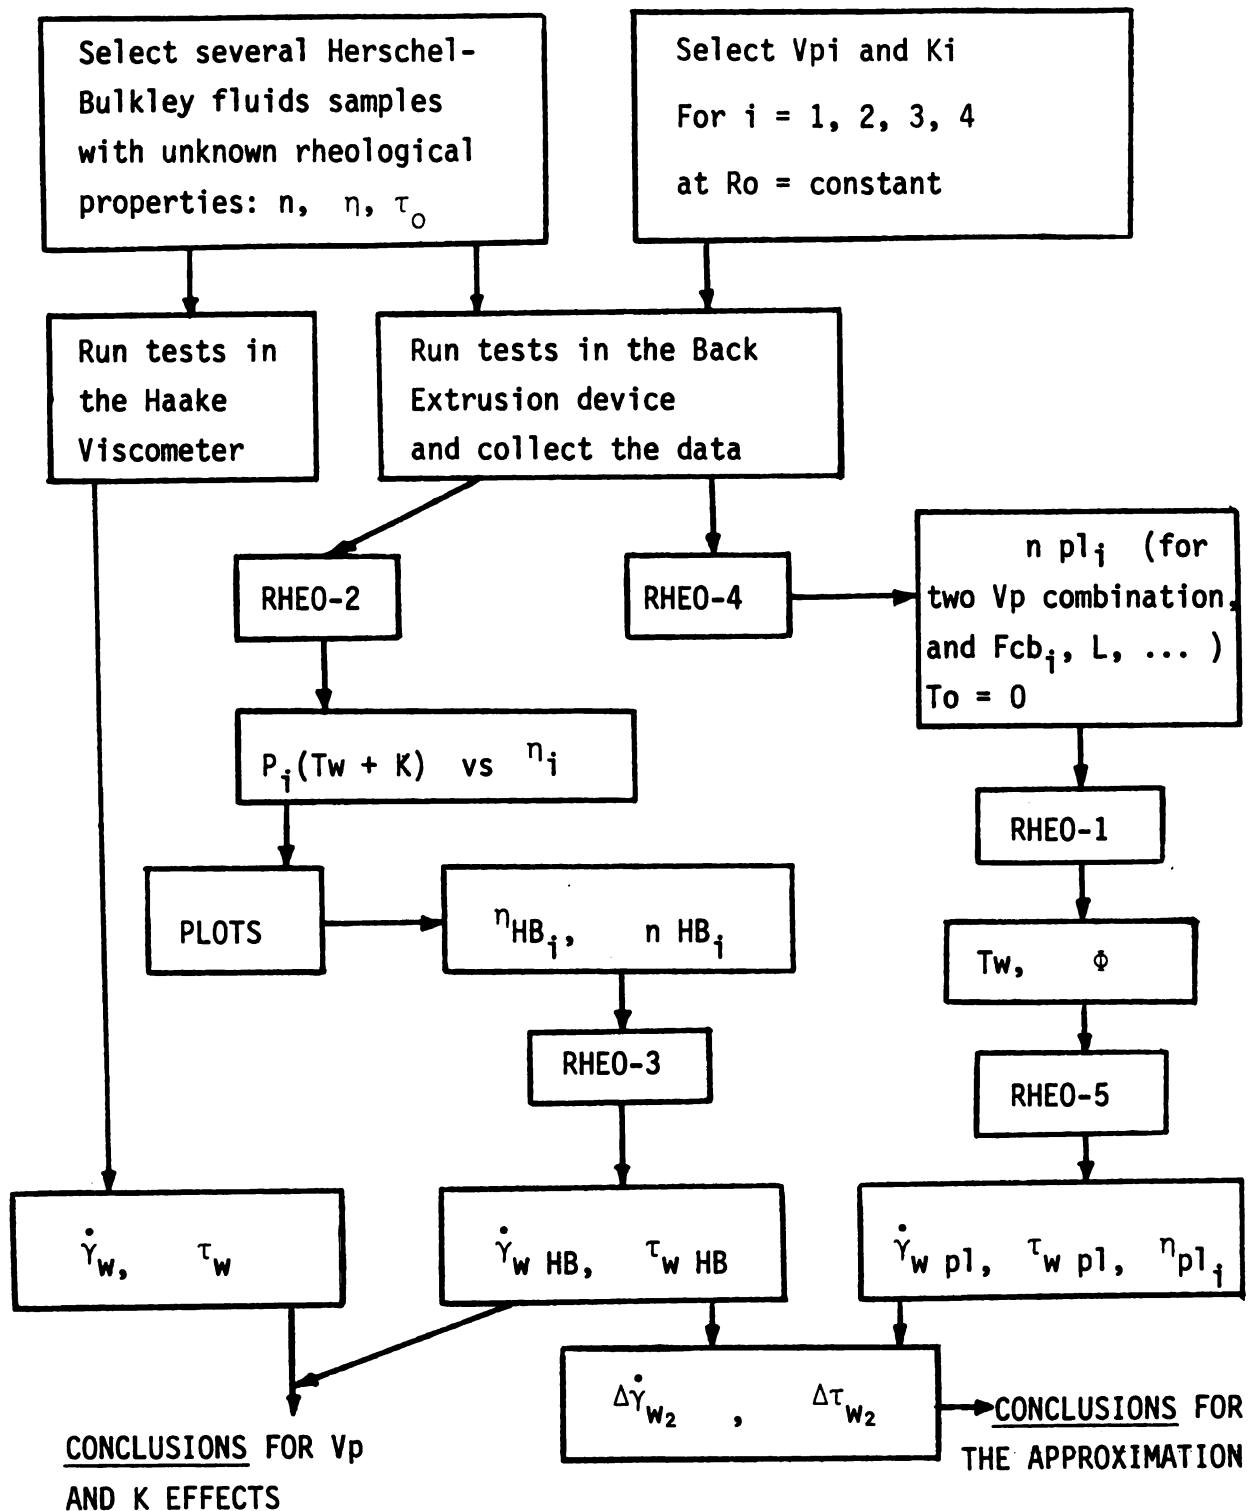 Select several Herschel-
Bulkley fluids samples
with unknown rheological
properties: n, η, τo
Select Vpi and Ki
For i = 1, 2, 3, 4
at Ro = constant
Run tests in
the Haake
Viscometer
Run tests in the Back
Extrusion device
and collect the data
RHEO-2
RHEO-4
n pli (for
two Vp combination,
and Fcbi, L, ... )
To = 0
Pi(Tw + K) vs ηi
RHEO-1
PLOTS
ηHBi, n HBi
Tw, Φ
RHEO-3
RHEO-5
γ̇w, τw
γ̇w HB, τw HB
γ̇w pl, τw pl, ηpli
Δγ̇w2 , Δτw2
CONCLUSIONS FOR
THE APPROXIMATION
CONCLUSIONS FOR Vp
AND K EFFECTS